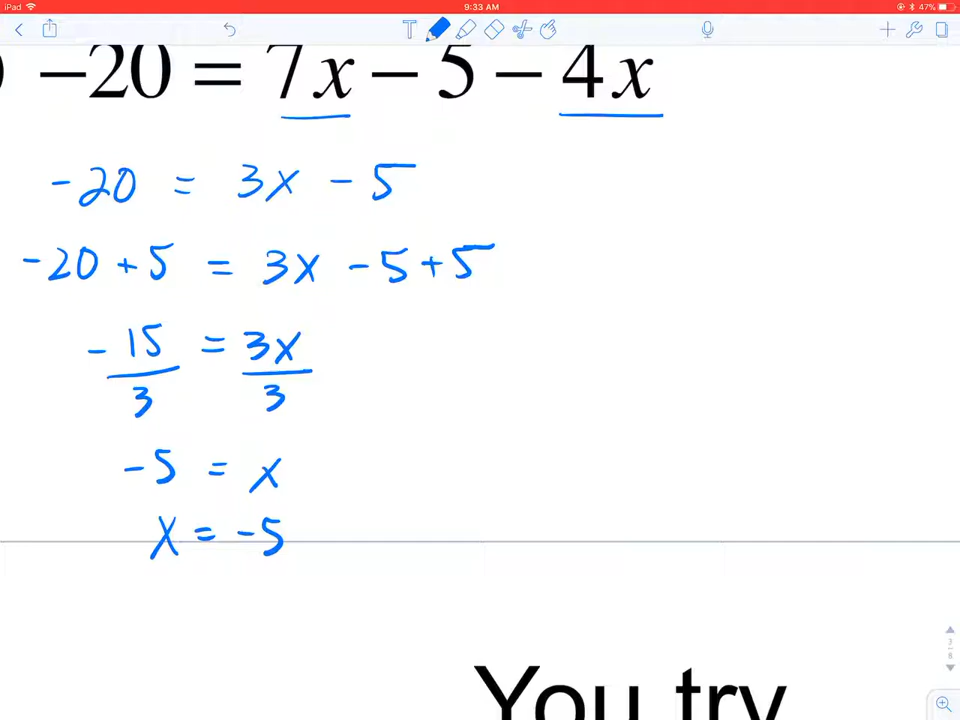 iPad 9:33 AM 47%
T
) −20 = 7x − 5 − 4x
-20 = 3x - 5
-20 + 5 = 3x - 5 + 5
-15 = 3x
3 3
-5 = x
x = -5
You try